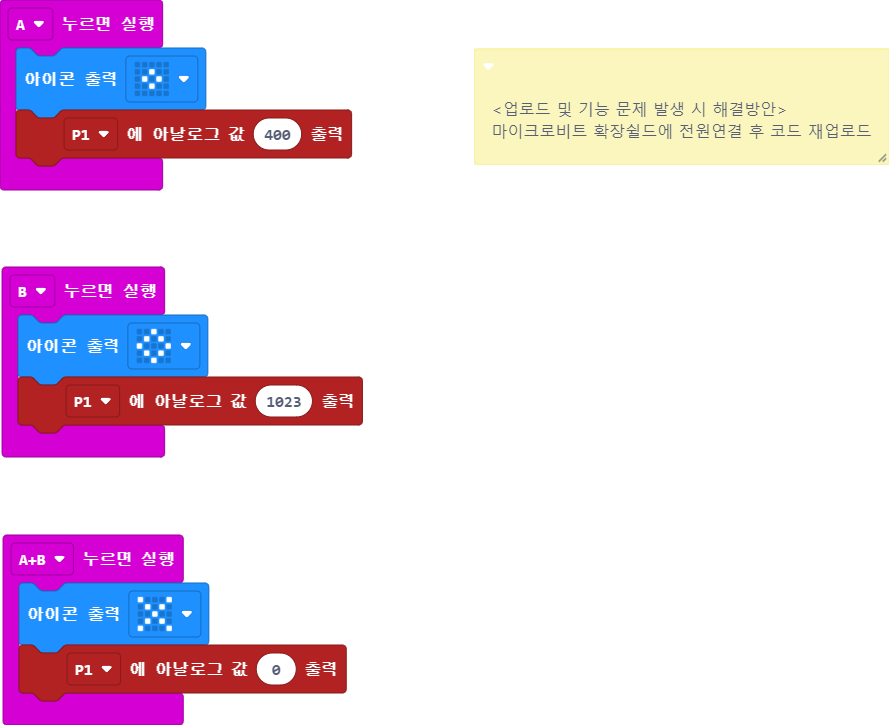 A 누르면 실행
아이콘 출력
P1 에 아날로그 값 400 출력
<업로드 및 기능 문제 발생 시 해결방안>
마이크로비트 확장쉴드에 전원연결 후 코드 재업로드
B 누르면 실행
아이콘 출력
P1 에 아날로그 값 1023 출력
A+B 누르면 실행
아이콘 출력
P1 에 아날로그 값 0 출력